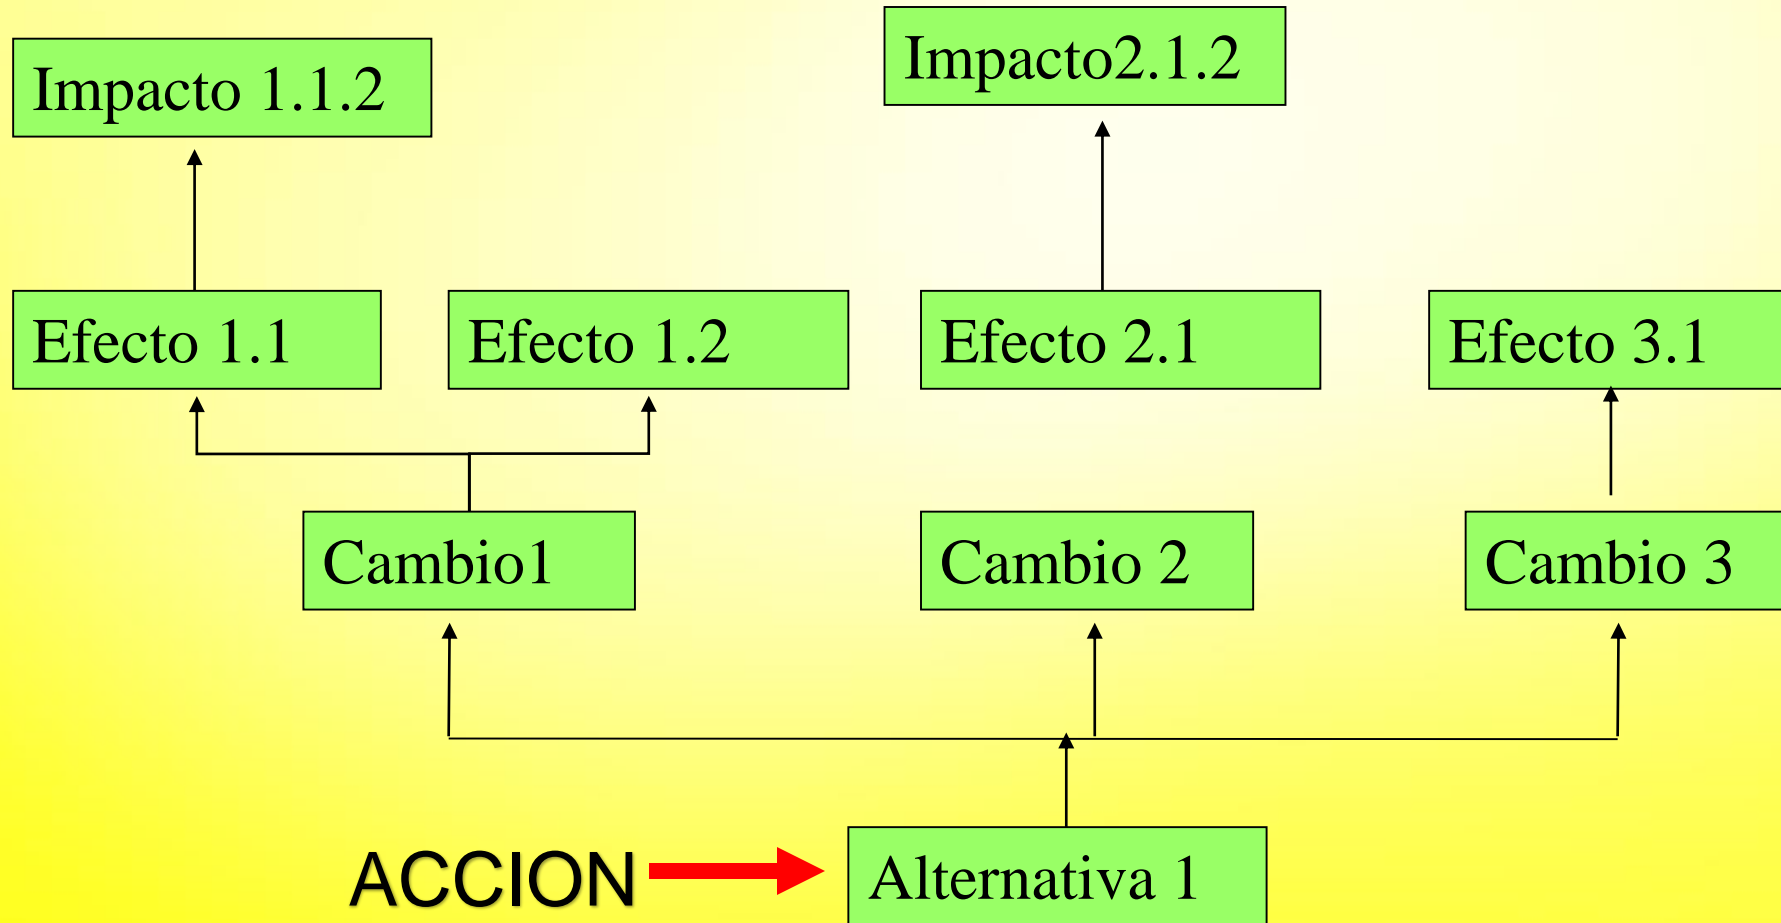 Impacto 1.1.2
Impacto2.1.2
Efecto 1.1
Efecto 1.2
Efecto 2.1
Efecto 3.1
Cambio1
Cambio 2
Cambio 3
ACCION
Alternativa 1